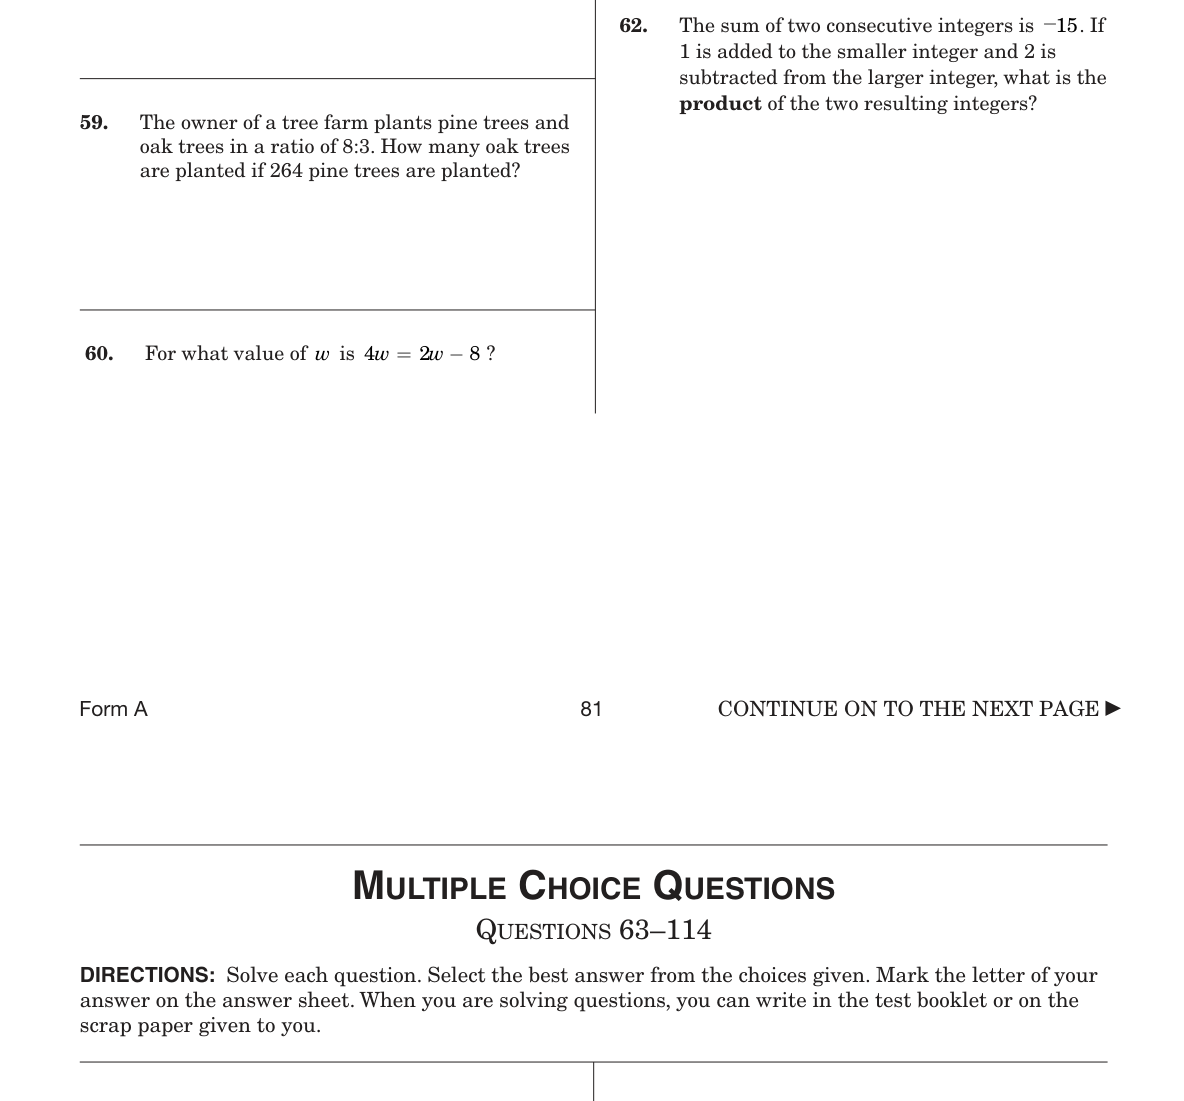 59. The owner of a tree farm plants pine trees and
oak trees in a ratio of 8:3. How many oak trees
are planted if 264 pine trees are planted?
60. For what value of w is 4w = 2w − 8 ?
62. The sum of two consecutive integers is −15. If
1 is added to the smaller integer and 2 is
subtracted from the larger integer, what is the
product of the two resulting integers?
Form A
81
CONTINUE ON TO THE NEXT PAGE ►
MULTIPLE CHOICE QUESTIONS
QUESTIONS 63–114
DIRECTIONS: Solve each question. Select the best answer from the choices given. Mark the letter of your
answer on the answer sheet. When you are solving questions, you can write in the test booklet or on the
scrap paper given to you.